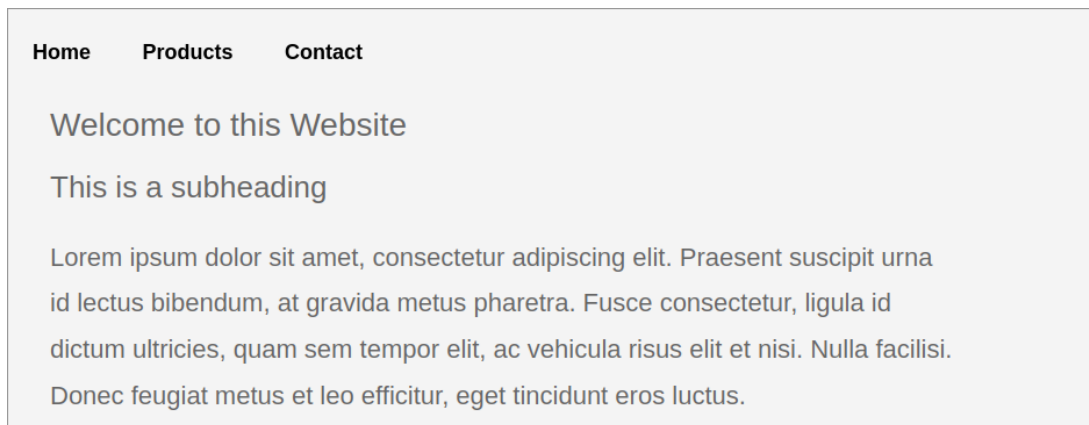 Home Products Contact
Welcome to this Website
This is a subheading
Lorem ipsum dolor sit amet, consectetur adipiscing elit. Praesent suscipit urna
id lectus bibendum, at gravida metus pharetra. Fusce consectetur, ligula id
dictum ultricies, quam sem tempor elit, ac vehicula risus elit et nisi. Nulla facilisi.
Donec feugiat metus et leo efficitur, eget tincidunt eros luctus.